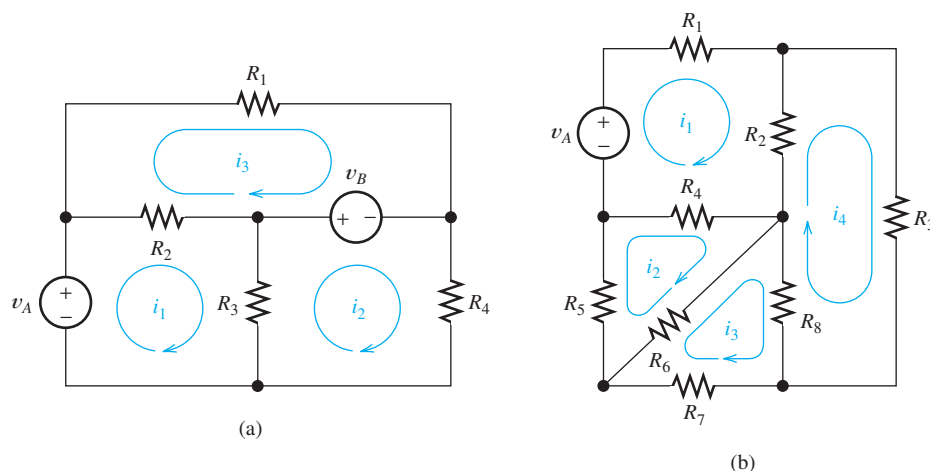 R1
i3
vB
+ −
R2
vA
+
−
i1
R3
i2
R4
(a)
R1
vA
+
−
i1
R2
R4
i4
R3
i2
R5
R8
i3
R6
R7
(b)